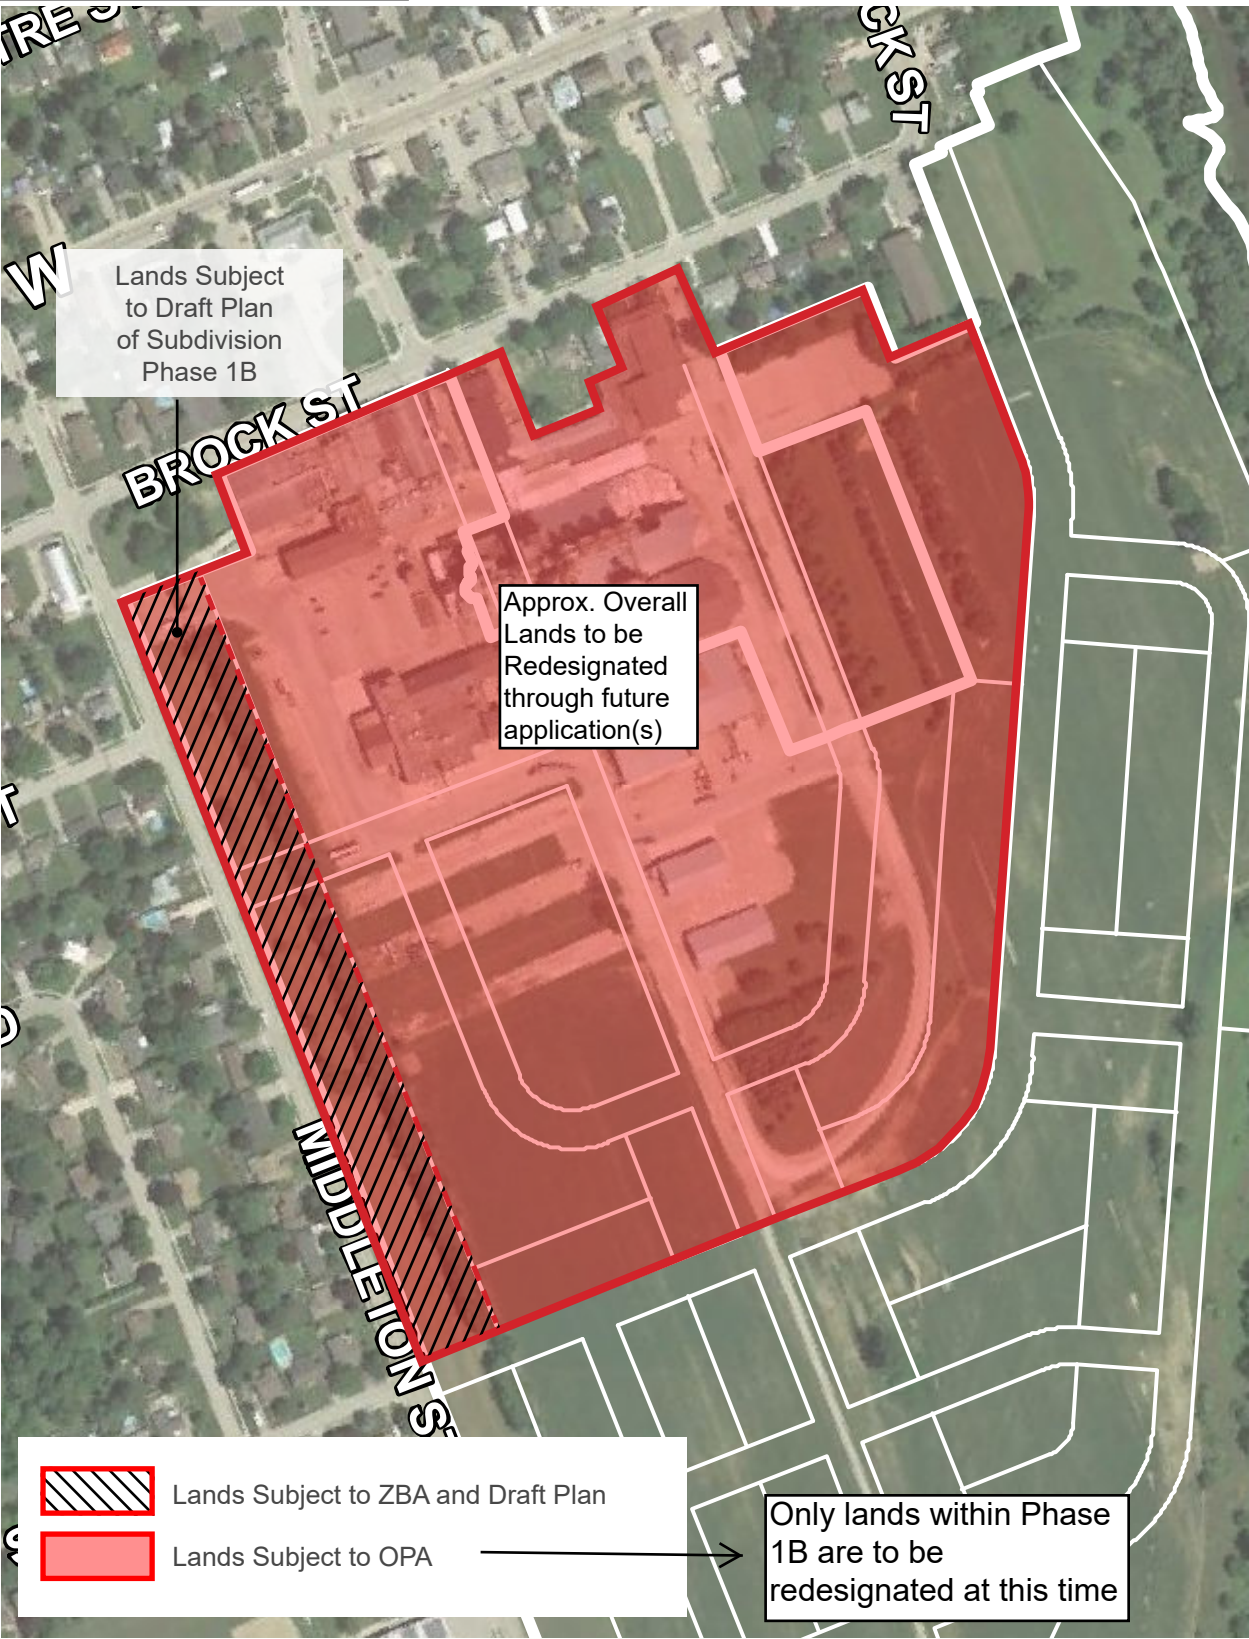 CK ST
W
Lands Subject
to Draft Plan
of Subdivision
Phase 1B
BROCK ST
Approx. Overall
Lands to be
Redesignated
through future
application(s)
MIDDLETON ST
Lands Subject to ZBA and Draft Plan
Lands Subject to OPA
Only lands within Phase
1B are to be
redesignated at this time